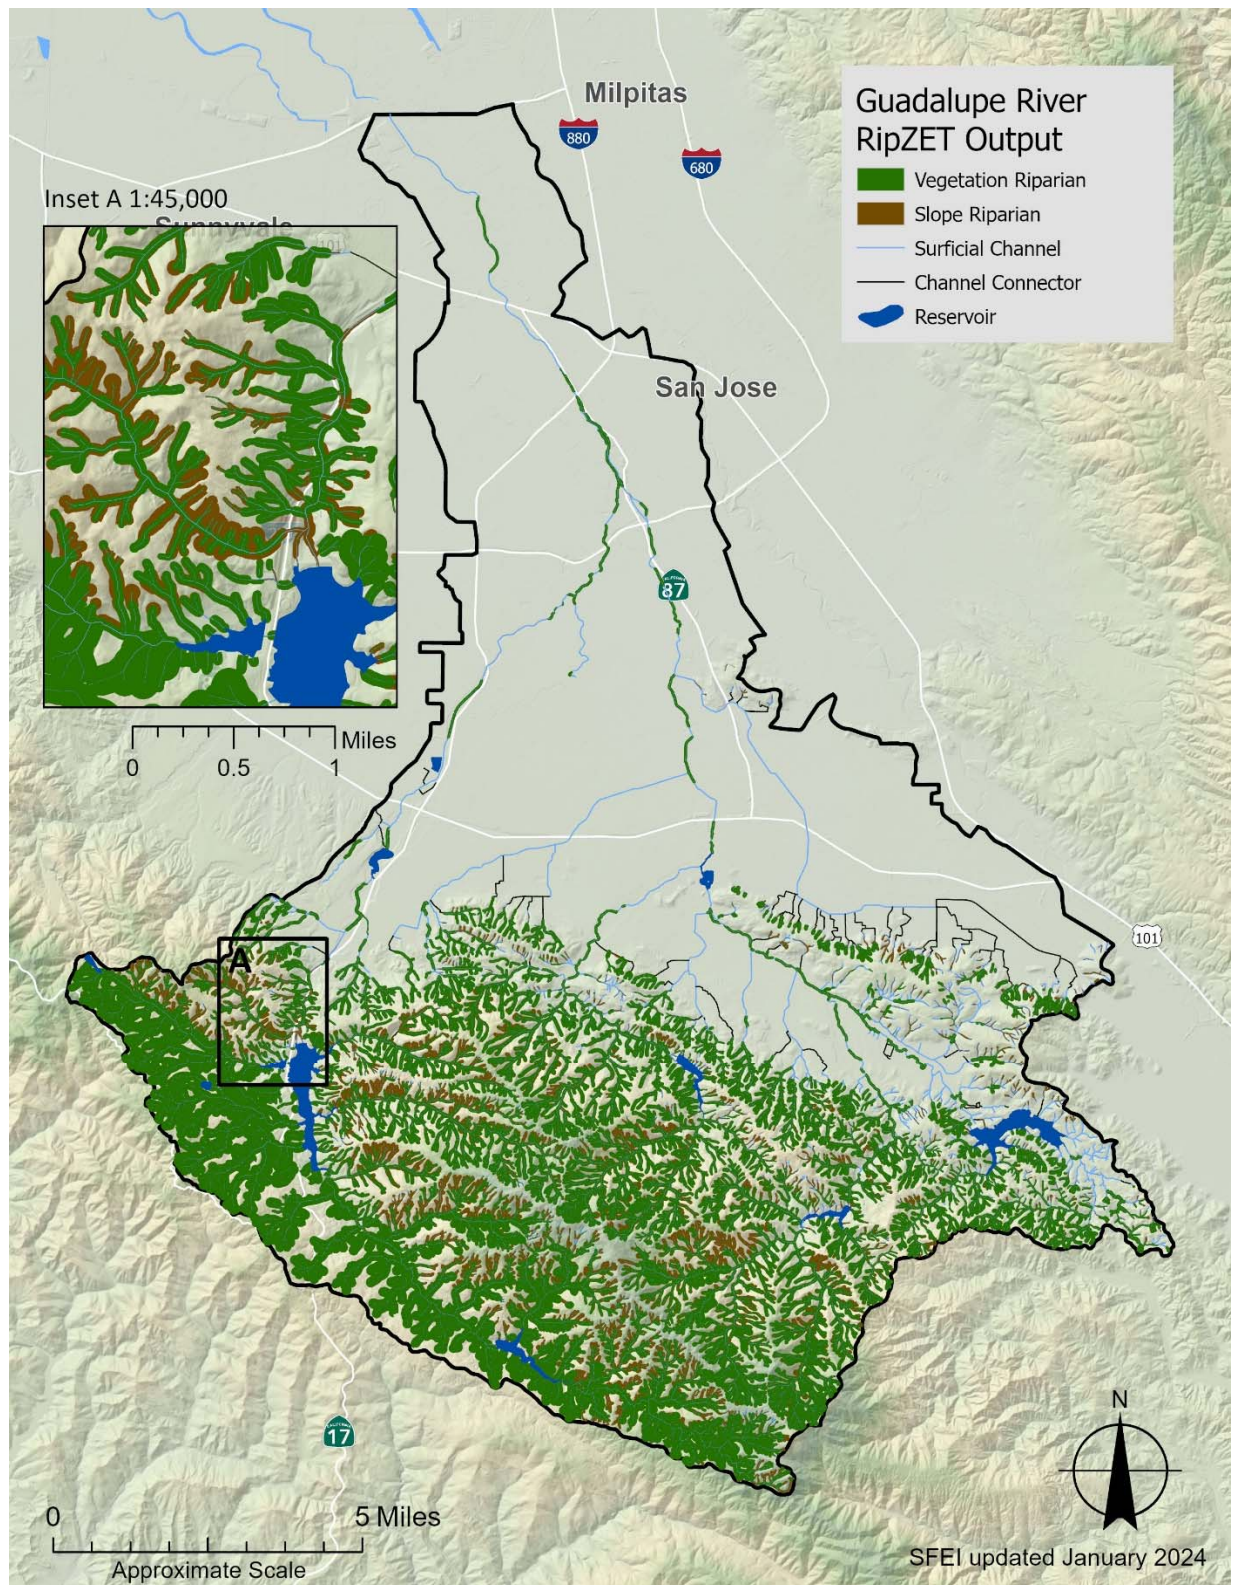 Milpitas
880
680
Guadalupe River
RipZET Output
Vegetation Riparian
Slope Riparian
Surficial Channel
Channel Connector
Reservoir
Inset A 1:45,000
Sunnyvale
101
San Jose
87
Miles
0 0.5 1
101
A
17
N
0 5 Miles
Approximate Scale
SFEI updated January 2024